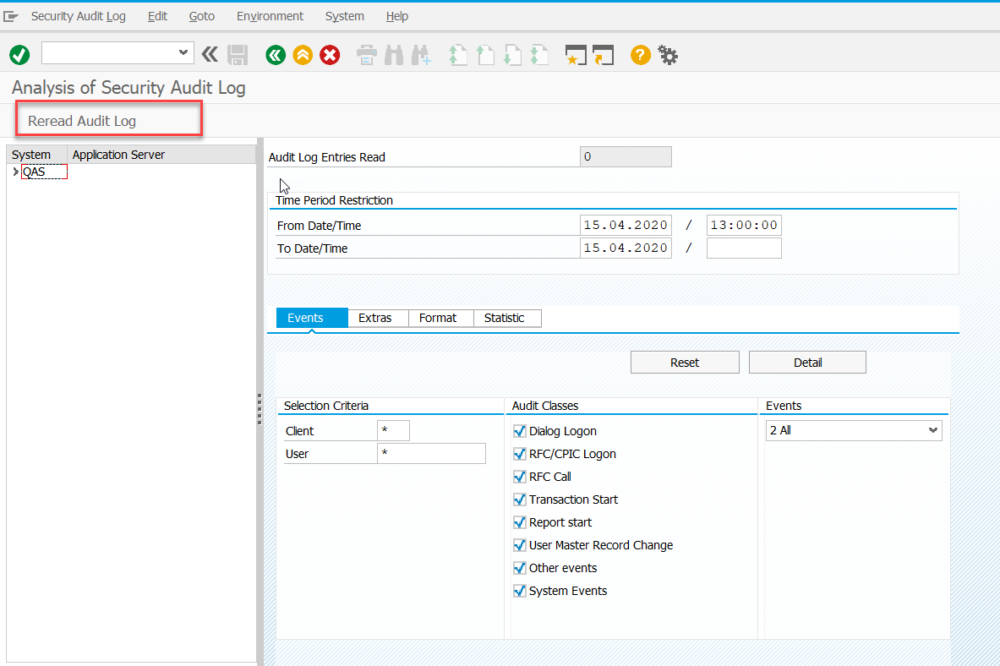 Security Audit Log Edit Goto Environment System Help
Analysis of Security Audit Log
Reread Audit Log
System Application Server
QAS
Audit Log Entries Read 0
Time Period Restriction
From Date/Time 15.04.2020 / 13:00:00
To Date/Time 15.04.2020 /
Events Extras Format Statistic
Reset Detail
Selection Criteria Audit Classes Events
Client * Dialog Logon 2 All
User * RFC/CPIC Logon
RFC Call
Transaction Start
Report start
User Master Record Change
Other events
System Events